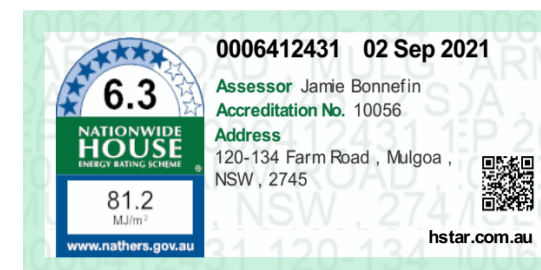 0006412431 02 Sep 2021
6.3
NATIONWIDE
HOUSE
ENERGY RATING SCHEME
81.2
MJ/m²
www.nathers.gov.au
Assessor Jamie Bonnefin
Accreditation No. 10056
Address
120-134 Farm Road , Mulgoa ,
NSW , 2745
hstar.com.au